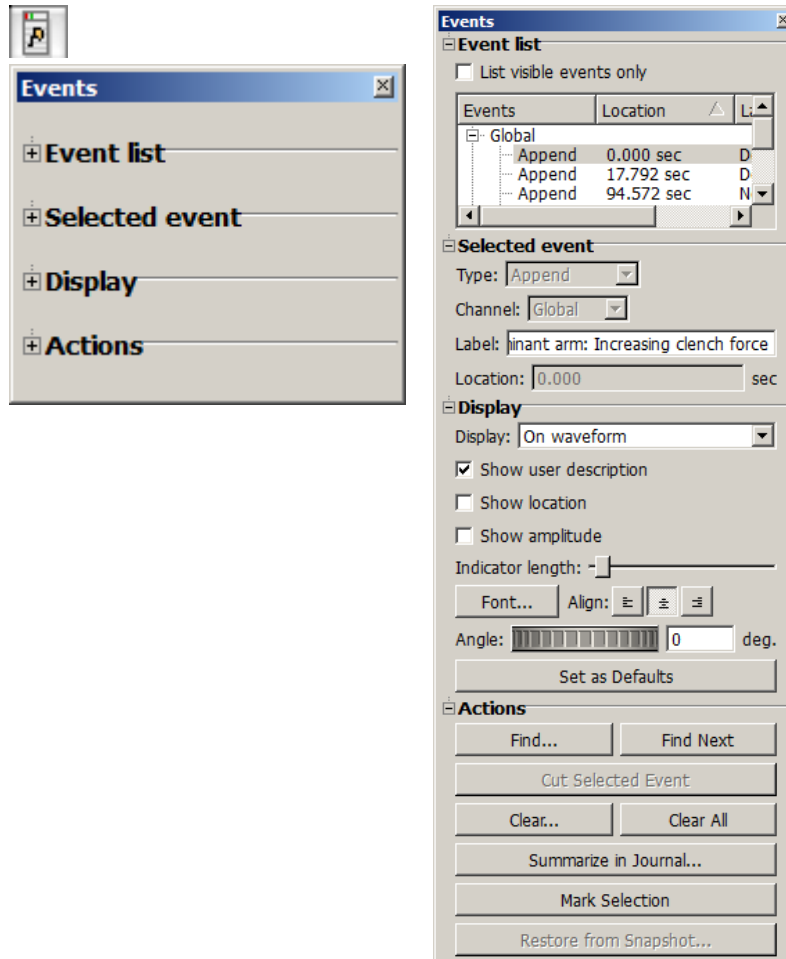 Events
Event list
Selected event
Display
Actions
Events
Event list
List visible events only
Events Location
Global
Append 0.000 sec D
Append 17.792 sec D
Append 94.572 sec N
Selected event
Type: Append
Channel: Global
Label: inant arm: Increasing clench force
Location: 0.000 sec
Display
Display: On waveform
Show user description
Show location
Show amplitude
Indicator length:
Font... Align:
Angle: 0 deg.
Set as Defaults
Actions
Find... Find Next
Cut Selected Event
Clear... Clear All
Summarize in Journal...
Mark Selection
Restore from Snapshot...